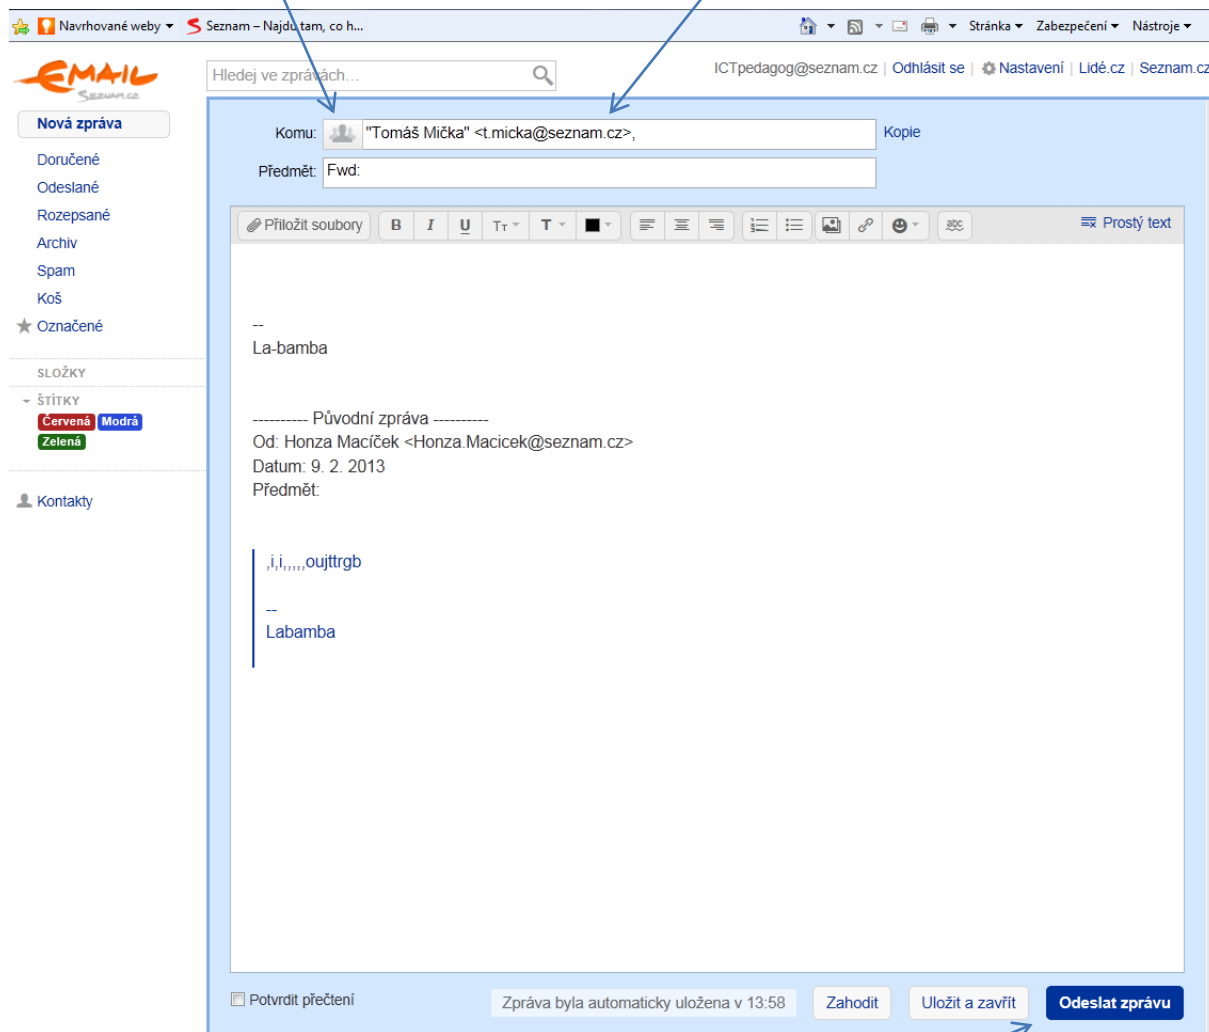 Navrhované weby Seznam – Najdu tam, co h... Stránka Zabezpečení Nástroje
EMAIL
SEZNAM.CZ
Hledej ve zprávách...
ICTpedagog@seznam.cz | Odhlásit se | Nastavení | Lidé.cz | Seznam.cz
Nová zpráva
Doručené
Odeslané
Rozepsané
Archiv
Spam
Koš
Označené
SLOŽKY
ŠTÍTKY
Červená Modrá
Zelená
Kontakty
Komu: "Tomáš Mička" <t.micka@seznam.cz>, Kopie
Předmět: Fwd:
Přiložit soubory B I U TT T abc Prostý text
--
La-bamba
---------- Původní zpráva ----------
Od: Honza Macíček <Honza.Macicek@seznam.cz>
Datum: 9. 2. 2013
Předmět:
,i,i,,,,,oujttrgb
--
Labamba
Potvrdit přečtení Zpráva byla automaticky uložena v 13:58 Zahodit Uložit a zavřít Odeslat zprávu